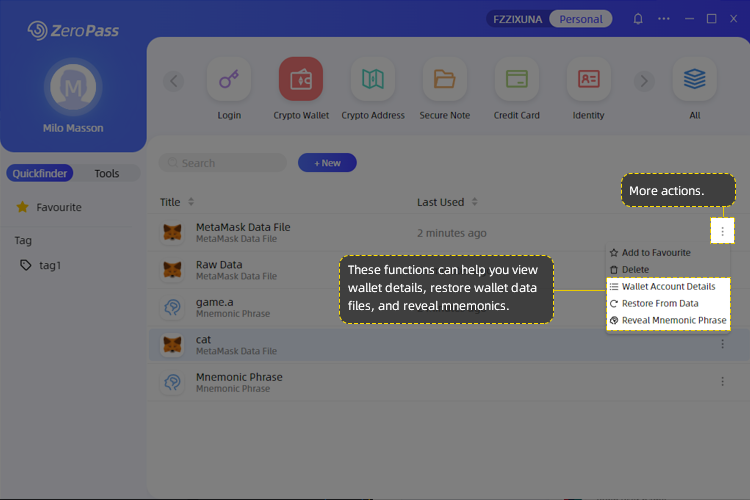 FZZIXUNA Personal
ZeroPass
Milo Masson
Login Crypto Wallet Crypto Address Secure Note Credit Card Identity All
Search + New
Quickfinder Tools
Favourite
Tag
tag1
Title Last Used
More actions.
MetaMask Data File
MetaMask Data File
2 minutes ago
Raw Data
MetaMask Data File
game.a
Mnemonic Phrase
cat
MetaMask Data File
Mnemonic Phrase
Mnemonic Phrase
Add to Favourite
Delete
Wallet Account Details
Restore From Data
Reveal Mnemonic Phrase
These functions can help you view
wallet details, restore wallet data
files, and reveal mnemonics.